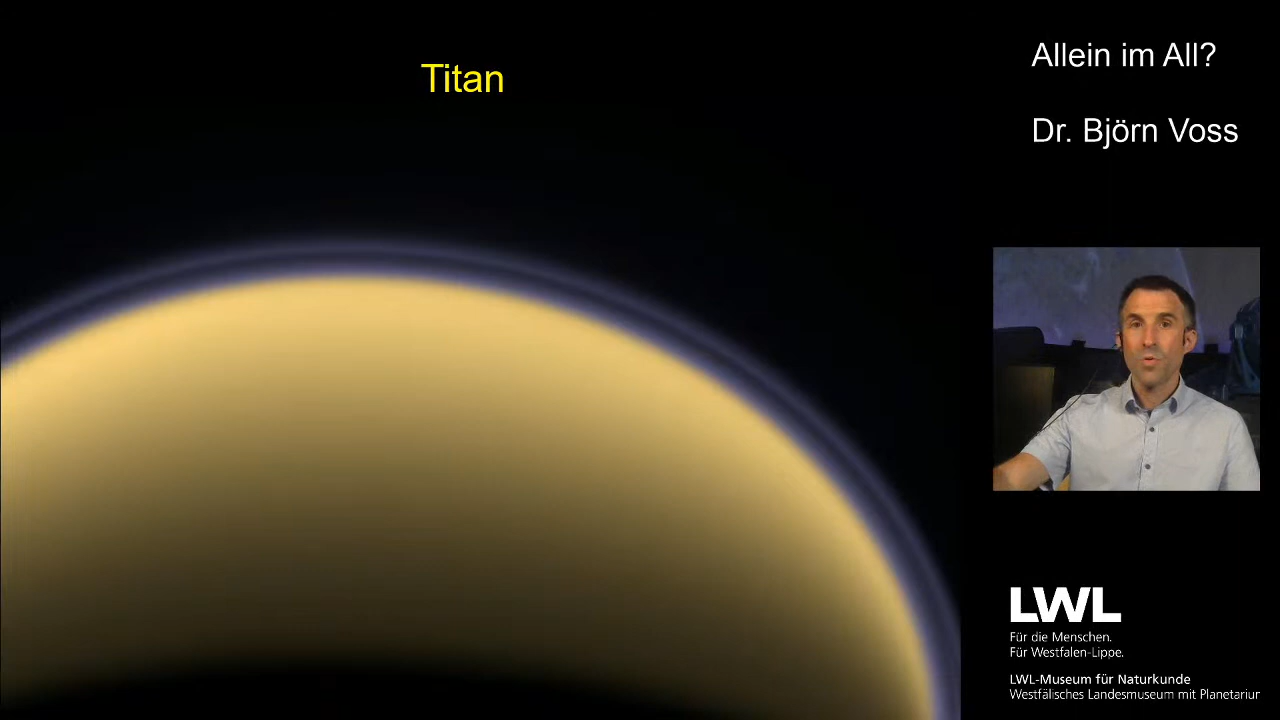 Titan
Allein im All?
Dr. Björn Voss
LWL
Für die Menschen.
Für Westfalen-Lippe.
LWL-Museum für Naturkunde
Westfälisches Landesmuseum mit Planetariur